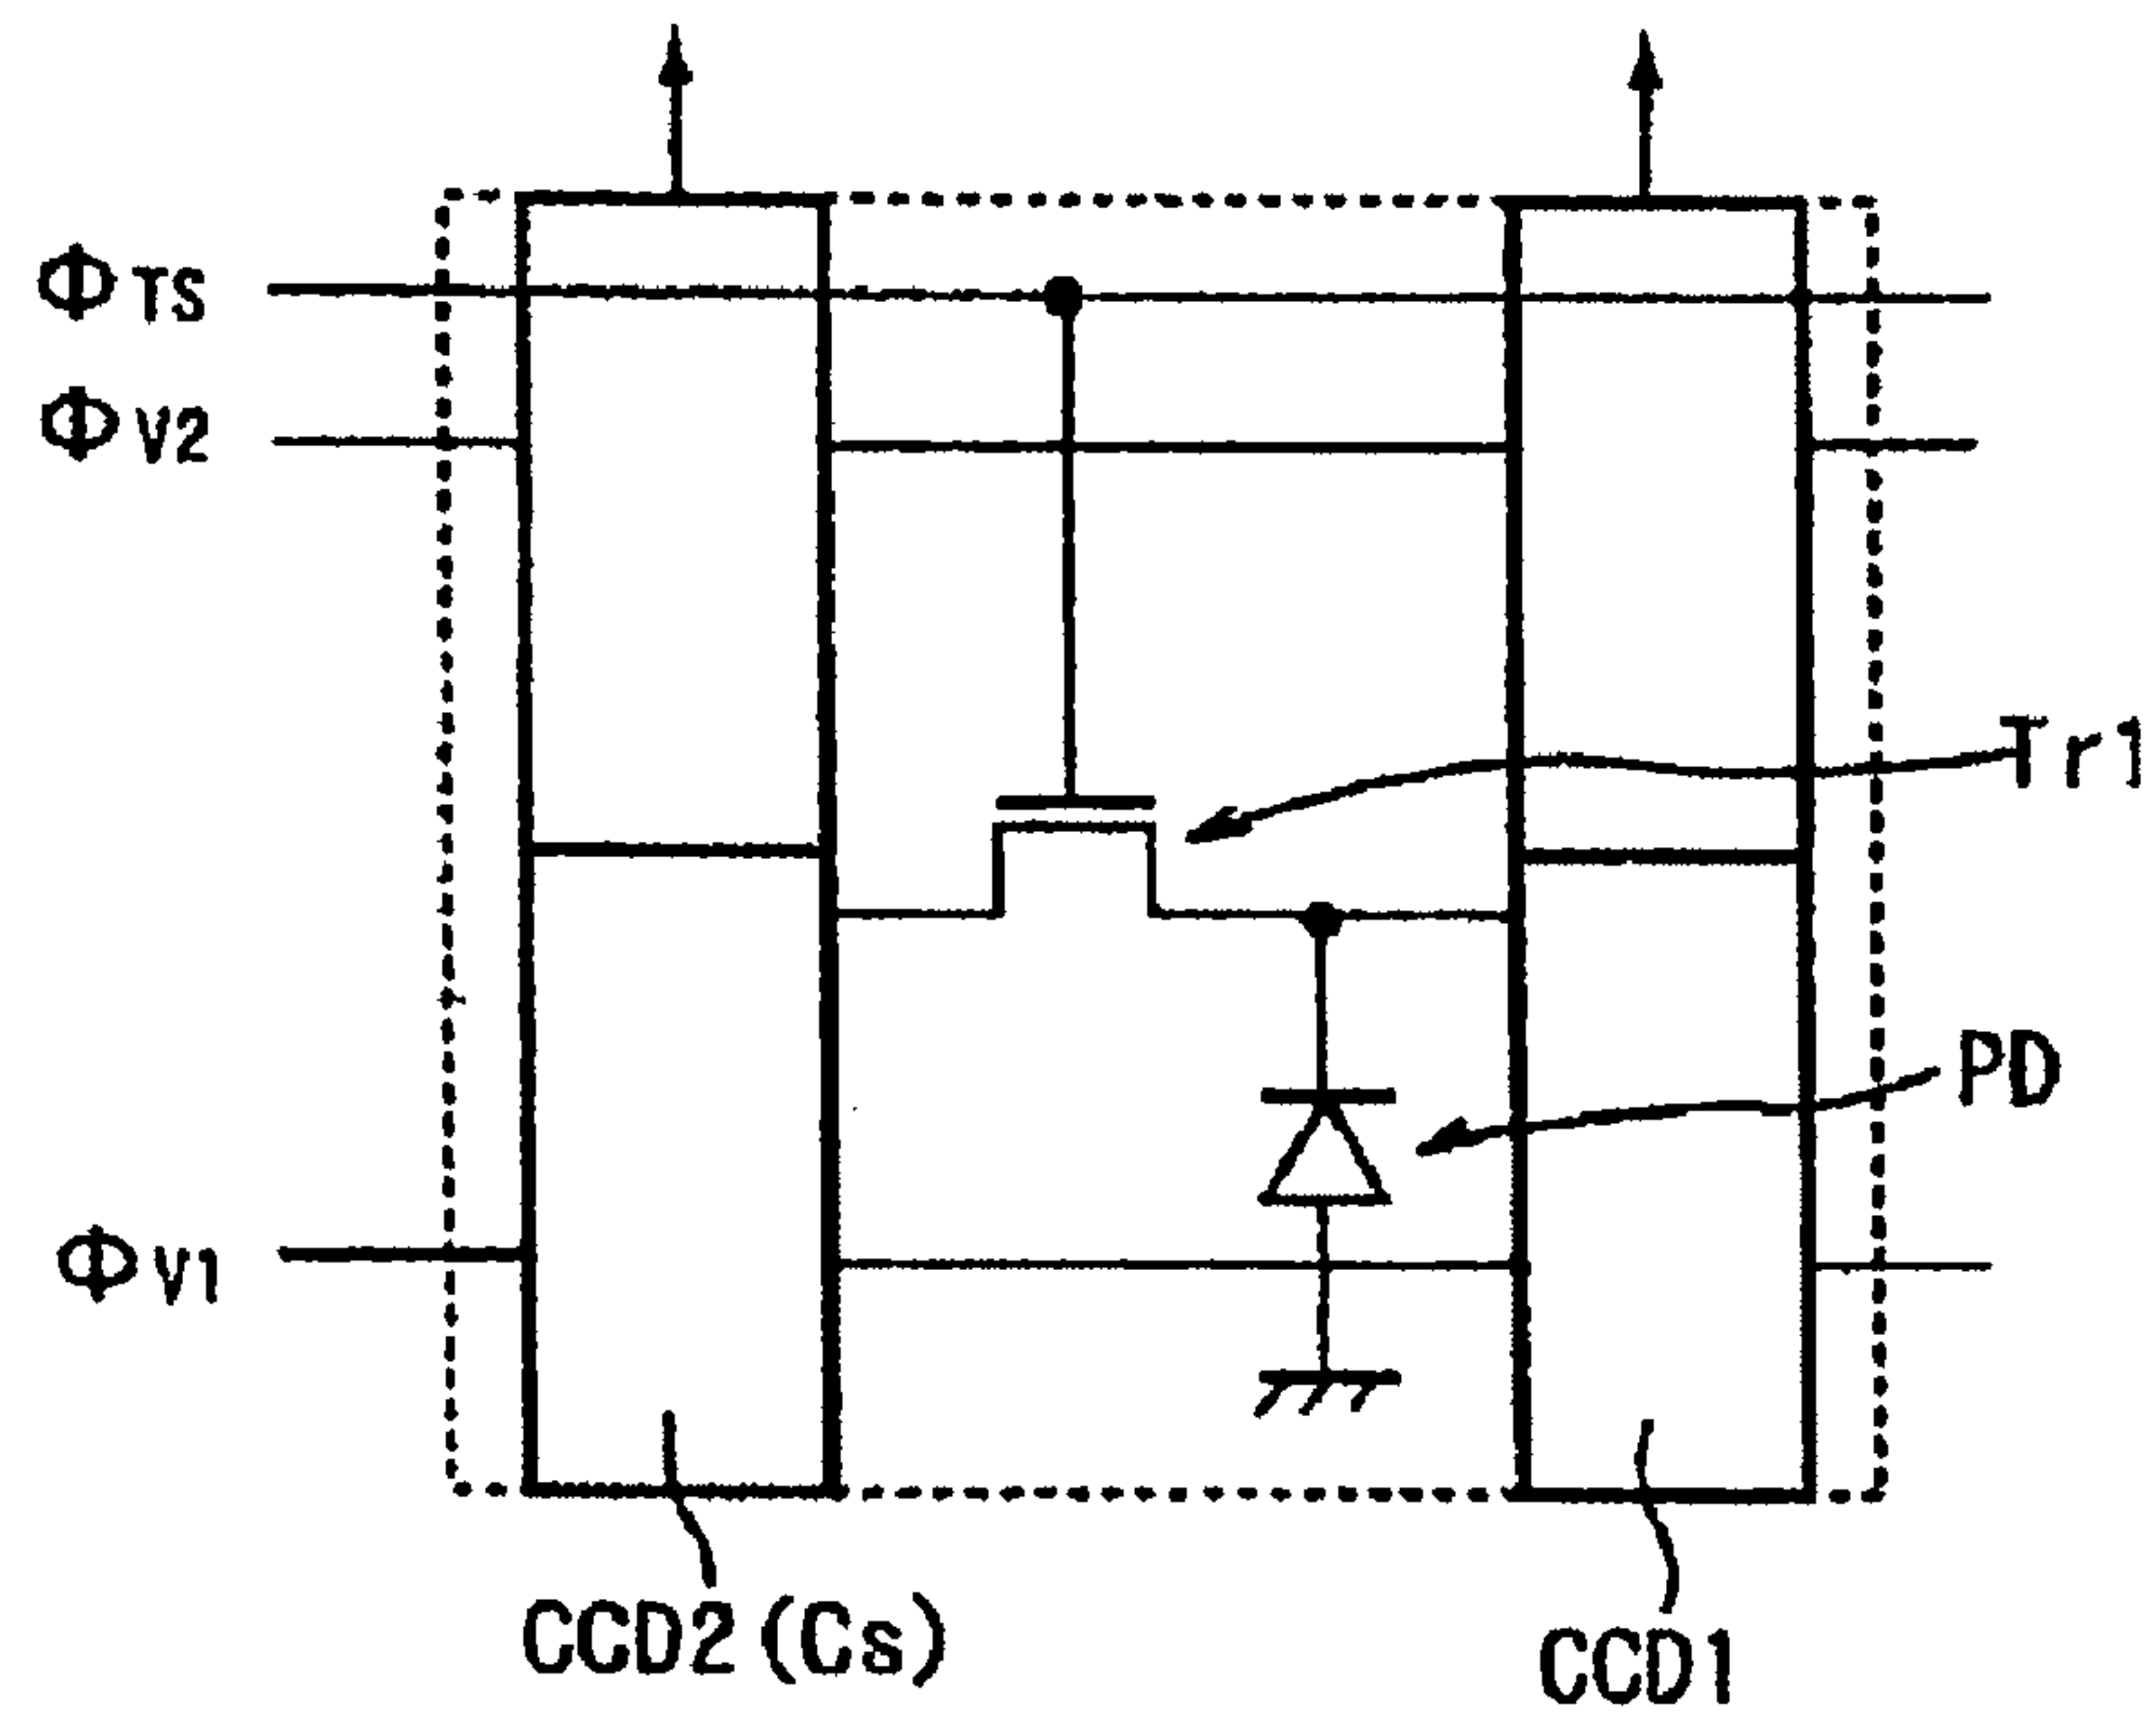 ΦTS
ΦV2
Tr1
PD
ΦV1
CCD2(Cs)
CCD1